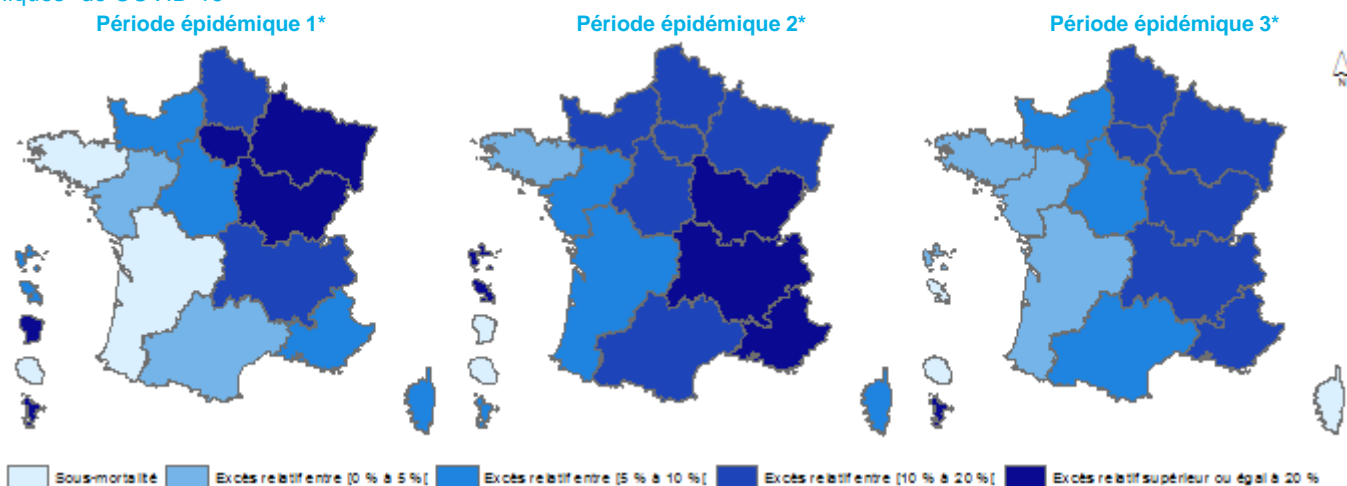 Période épidémique 1*
Période épidémique 2*
Période épidémique 3*
N
Sous-mortalité
Excès relatif entre [0 % à 5 %[
Excès relatif entre [5 % à 10 %[
Excès relatif entre [10 % à 20 %[
Excès relatif supérieur ou égal à 20 %